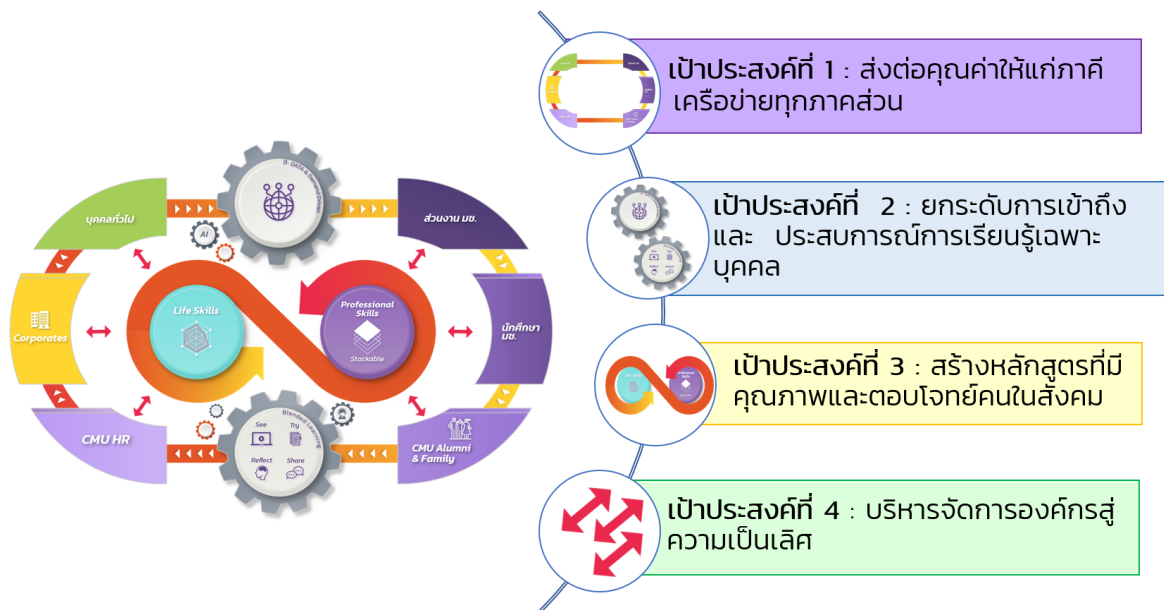 B : DATA & Demand Driven
บุคคลทั่วไป
ส่วนงาน มช.
AI
Corporates
Life Skills
Professional
Skills
Stackable
นักศึกษา
มช.
CMU HR
Blended Learning
See
Try
Reflect
Share
CMU Alumni
& Family
เป้าประสงค์ที่ 1 : ส่งต่อคุณค่าให้แก่ภาคี
เครือข่ายทุกภาคส่วน
เป้าประสงค์ที่ 2 : ยกระดับการเข้าถึง
และ ประสบการณ์การเรียนรู้เฉพาะ
บุคคล
เป้าประสงค์ที่ 3 : สร้างหลักสูตรที่มี
คุณภาพและตอบโจทย์คนในสังคม
เป้าประสงค์ที่ 4 : บริหารจัดการองค์กรสู่
ความเป็นเลิศ